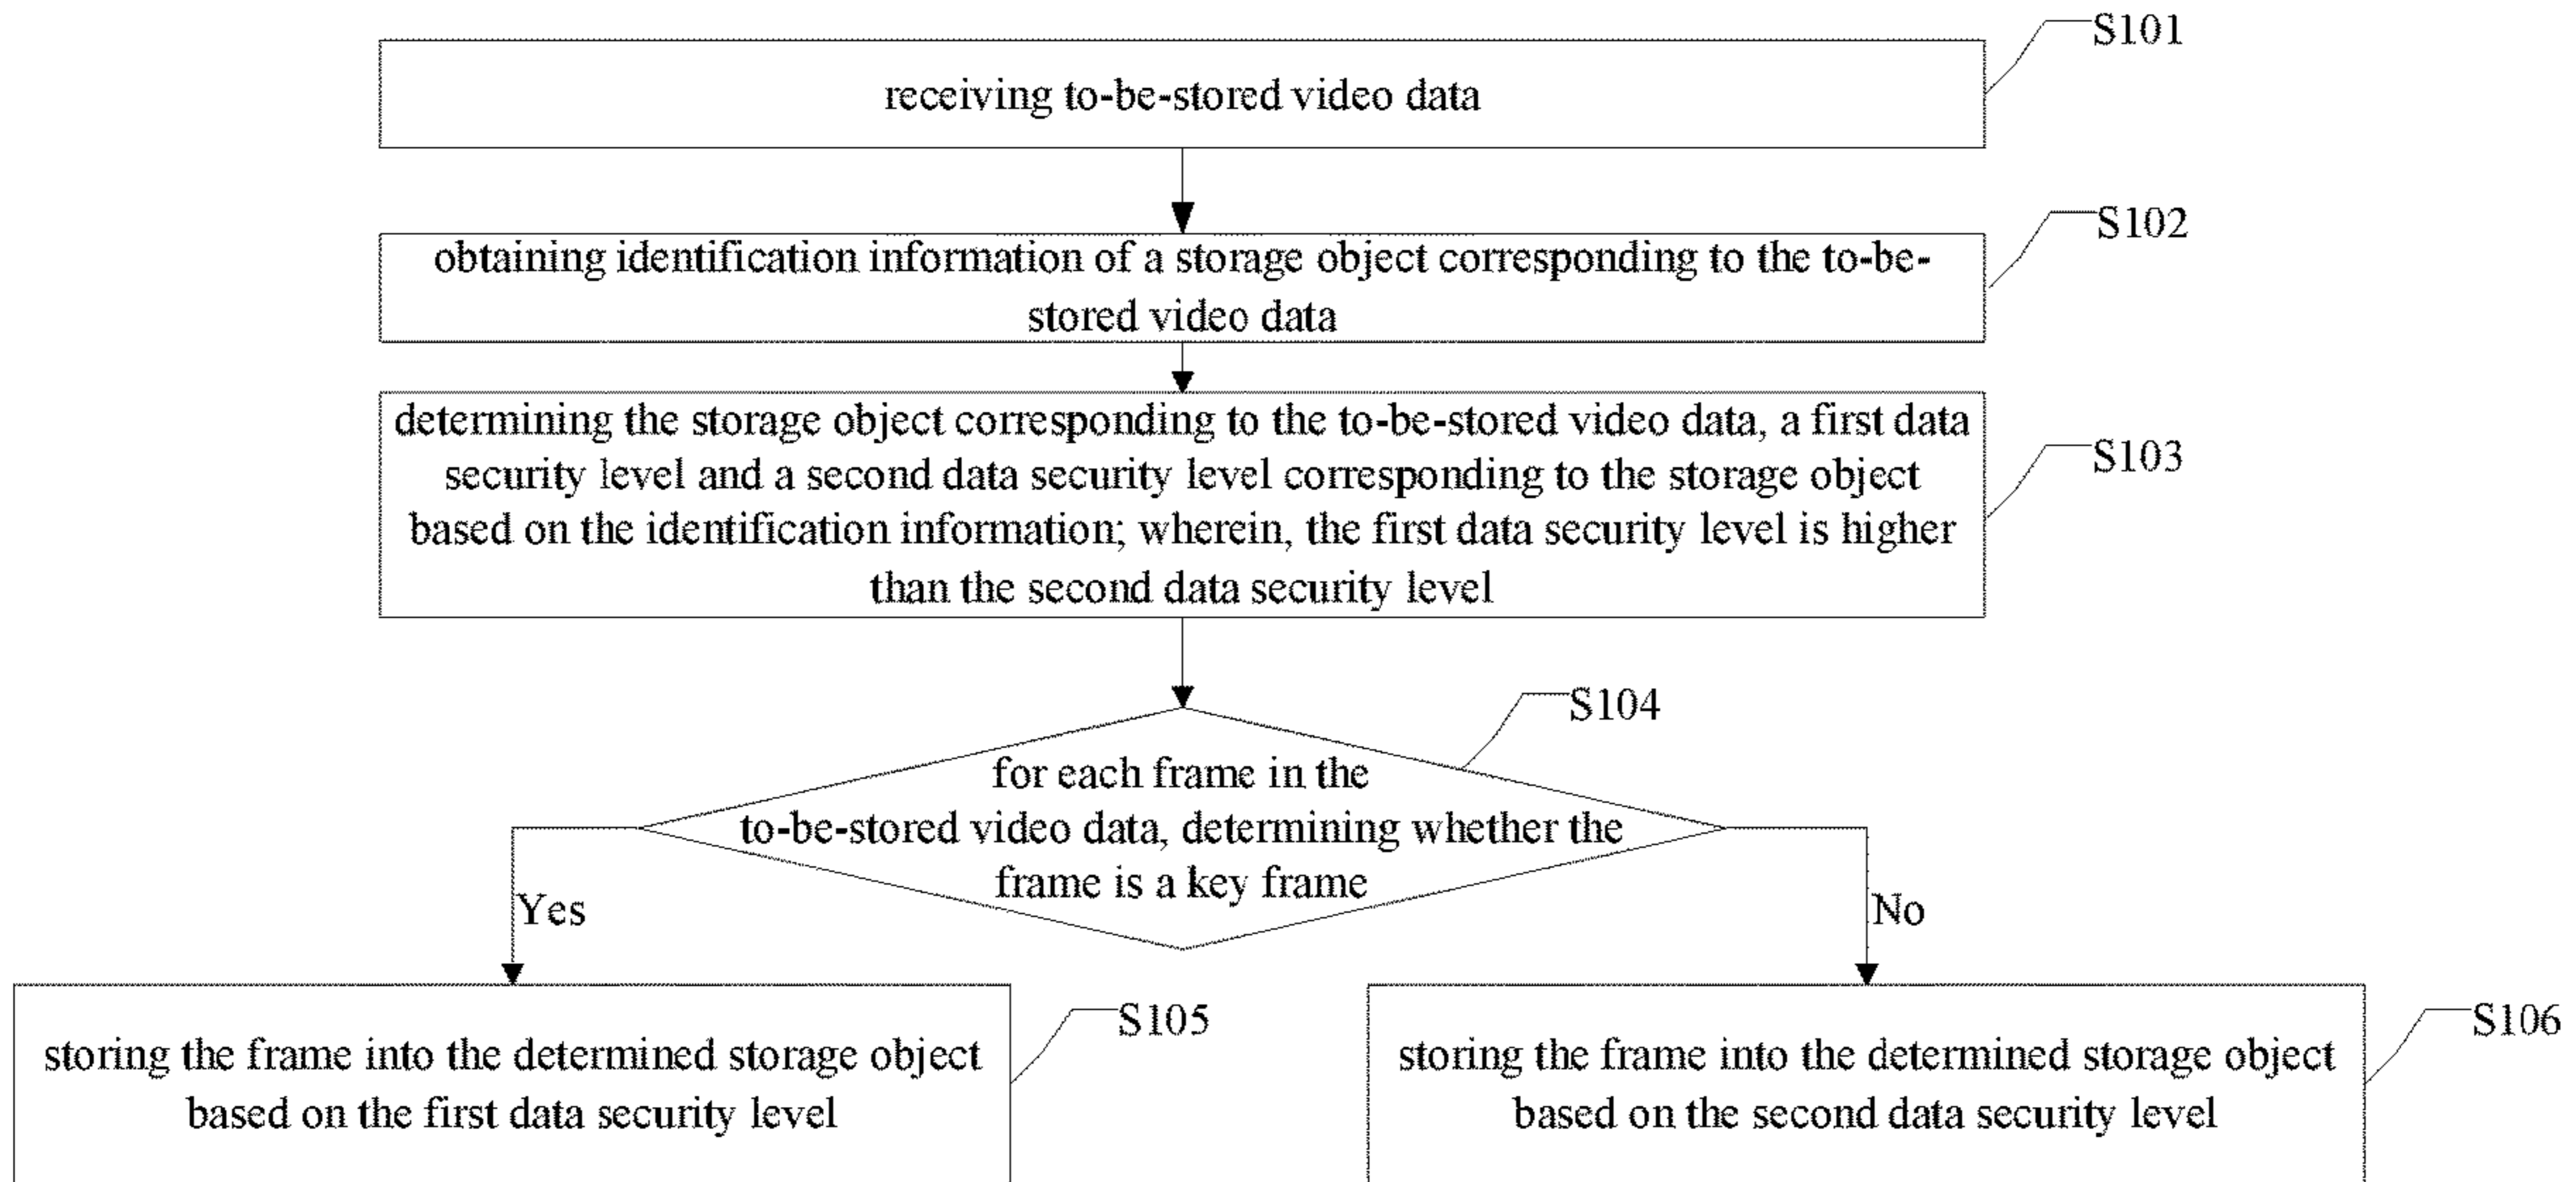 S101
receiving to-be-stored video data
S102
obtaining identification information of a storage object corresponding to the to-be-
stored video data
determining the storage object corresponding to the to-be-stored video data, a first data
security level and a second data security level corresponding to the storage object
S103
based on the identification information; wherein, the first data security level is higher
than the second data security level
S104
for each frame in the
to-be-stored video data, determining whether the
frame is a key frame
Yes
No
S105
storing the frame into the determined storage object
based on the first data security level
S106
storing the frame into the determined storage object
based on the second data security level